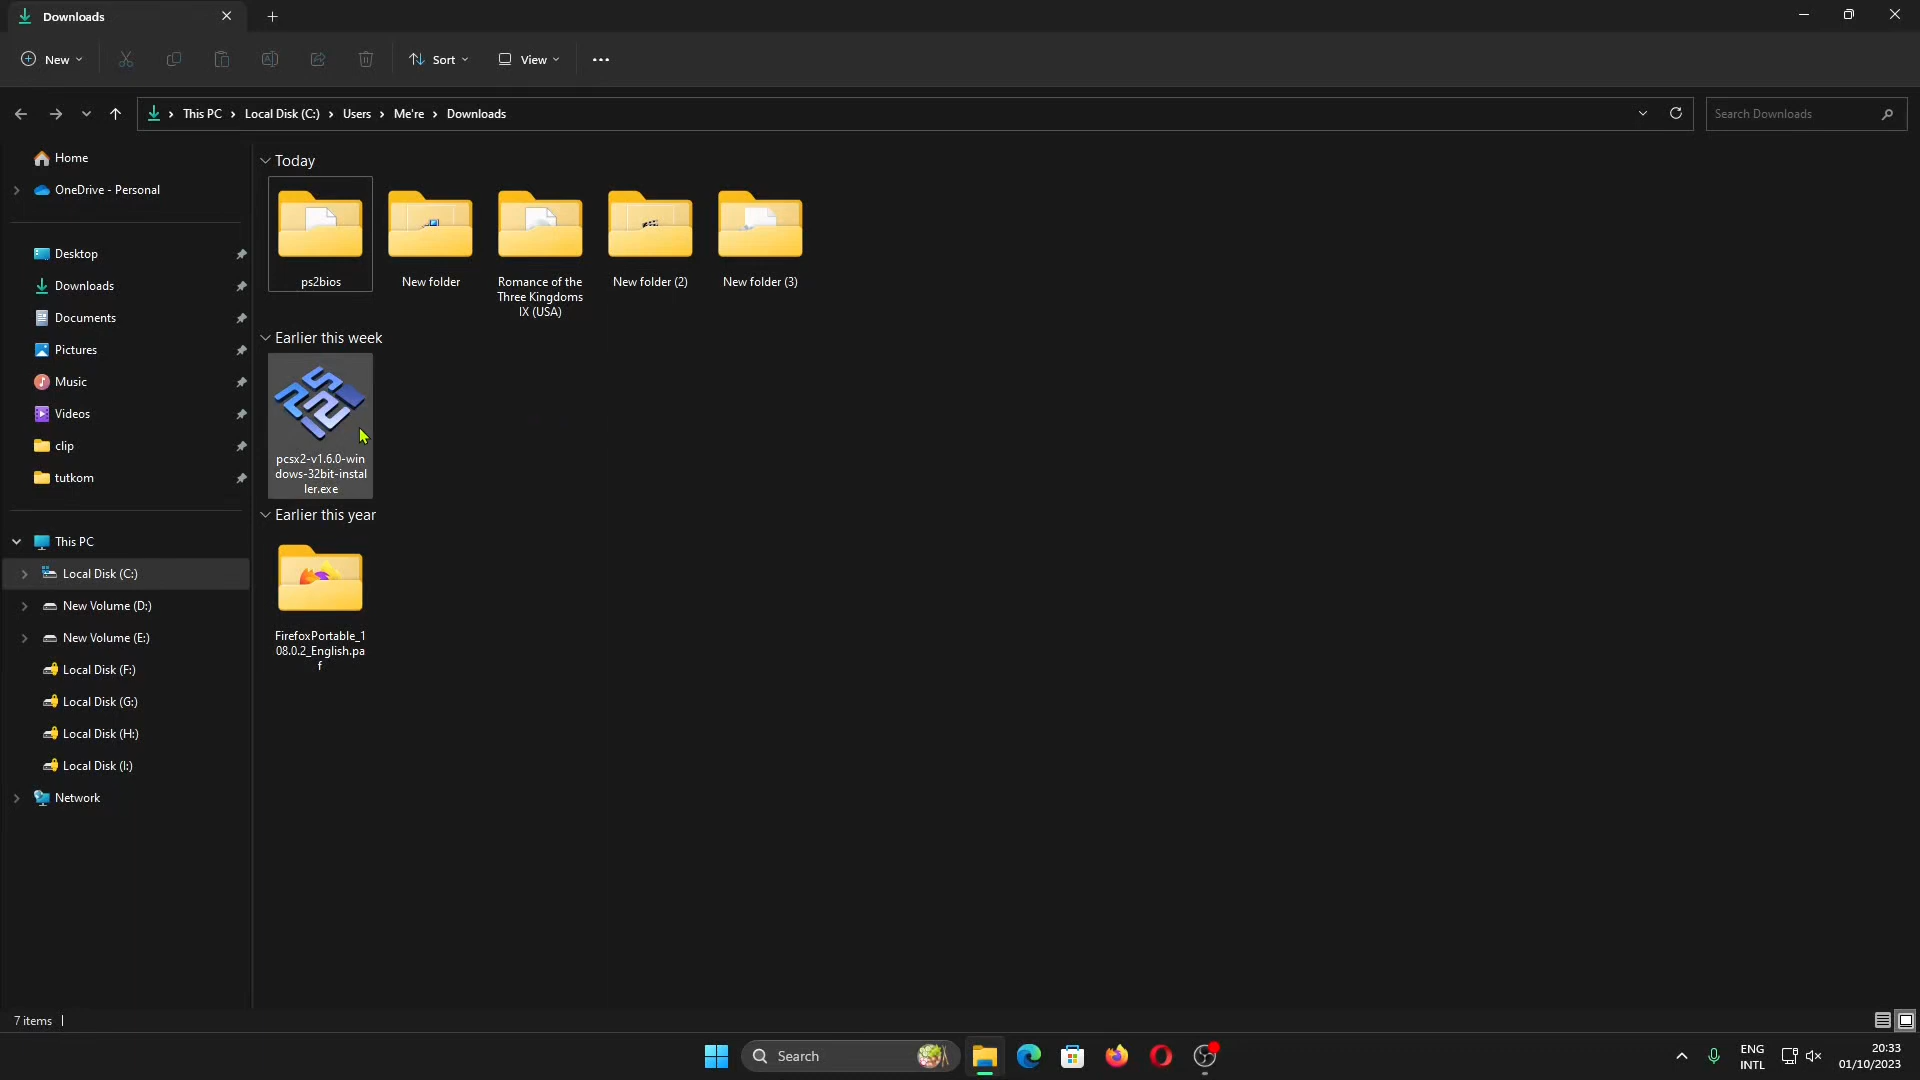 Downloads
New
Sort
View
This PC
Local Disk (C:)
Users
Me're
Downloads
Search Downloads
Home
OneDrive - Personal
Desktop
Downloads
Documents
Pictures
Music
Videos
clip
tutkom
This PC
Local Disk (C:)
New Volume (D:)
New Volume (E:)
Local Disk (F:)
Local Disk (G:)
Local Disk (H:)
Local Disk (I:)
Network
Today
ps2bios
New folder
Romance of the
Three Kingdoms
IX (USA)
New folder (2)
New folder (3)
Earlier this week
pcsx2-v1.6.0-win
dows-32bit-instal
ler.exe
Earlier this year
FirefoxPortable_1
08.0.2_English.pa
f
7 items
Search
ENG
INTL
20:33
01/10/2023